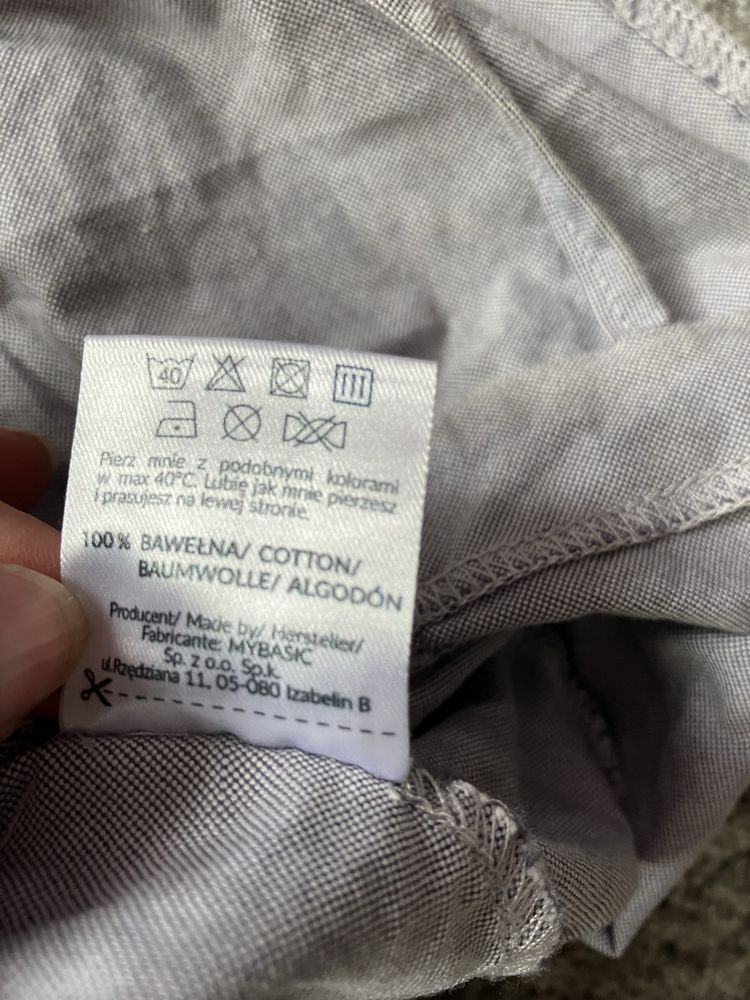 40
Pierz mnie z podobnymi kolorami
w max 40°C. Lubię jak mnie pierzesz
i prasujesz na lewej stronie.
100% BAWEŁNA/ COTTON/
BAUMWOLLE/ ALGODÓN
Producent/ Made by/ Hersteller/
Fabricante: MYBASIC
Sp. z o.o. Sp.k.
ul.Rzędziana 11, 05-080 Izabelin B